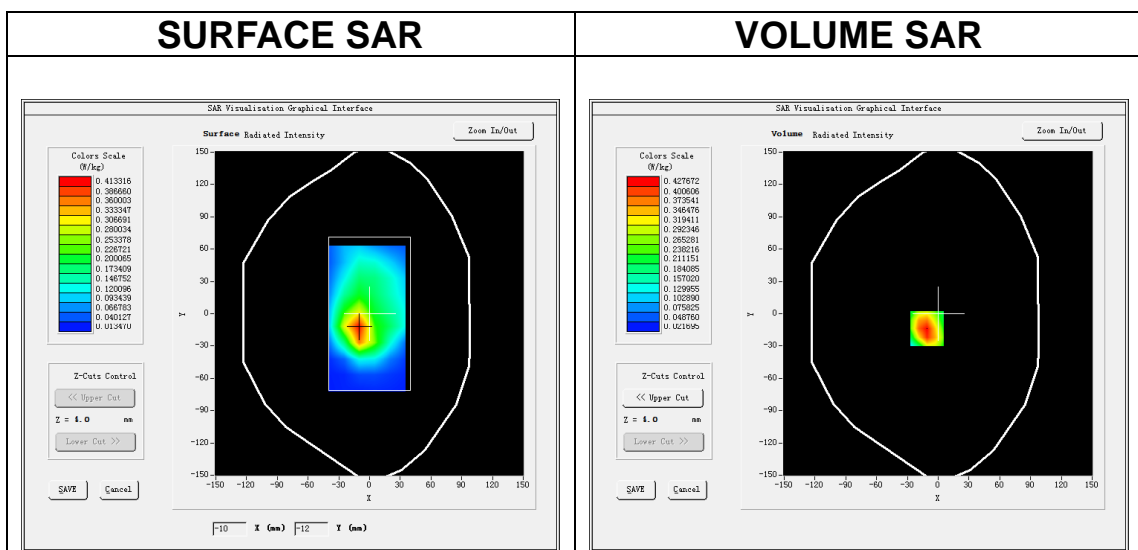 SURFACE SAR
VOLUME SAR
SAR Visualisation Graphical Interface
Surface Radiated Intensity
Zoom In/Out
Colors Scale
(W/kg)
0.413316
0.386660
0.360003
0.333347
0.306691
0.280034
0.253378
0.226721
0.200065
0.173409
0.146752
0.120096
0.093439
0.066783
0.040127
0.013470
Z-Cuts Control
<< Upper Cut
Z = 4.0 mm
Lower Cut >>
SAVE
Cancel
150
120
90
60
30
0
-30
-60
-90
-120
-150
Y
-150 -120 -90 -60 -30 0 30 60 90 120 150
X
-10 X (mm) -12 Y (mm)
SAR Visualisation Graphical Interface
Volume Radiated Intensity
Zoom In/Out
Colors Scale
(W/kg)
0.427672
0.400606
0.373541
0.346476
0.319411
0.292346
0.265281
0.238216
0.211151
0.184085
0.157020
0.129955
0.102890
0.075825
0.048760
0.021695
Z-Cuts Control
<< Upper Cut
Z = 4.0 mm
Lower Cut >>
SAVE
Cancel
150
120
90
60
30
0
-30
-60
-90
-120
-150
Y
-150 -120 -90 -60 -30 0 30 60 90 120 150
X